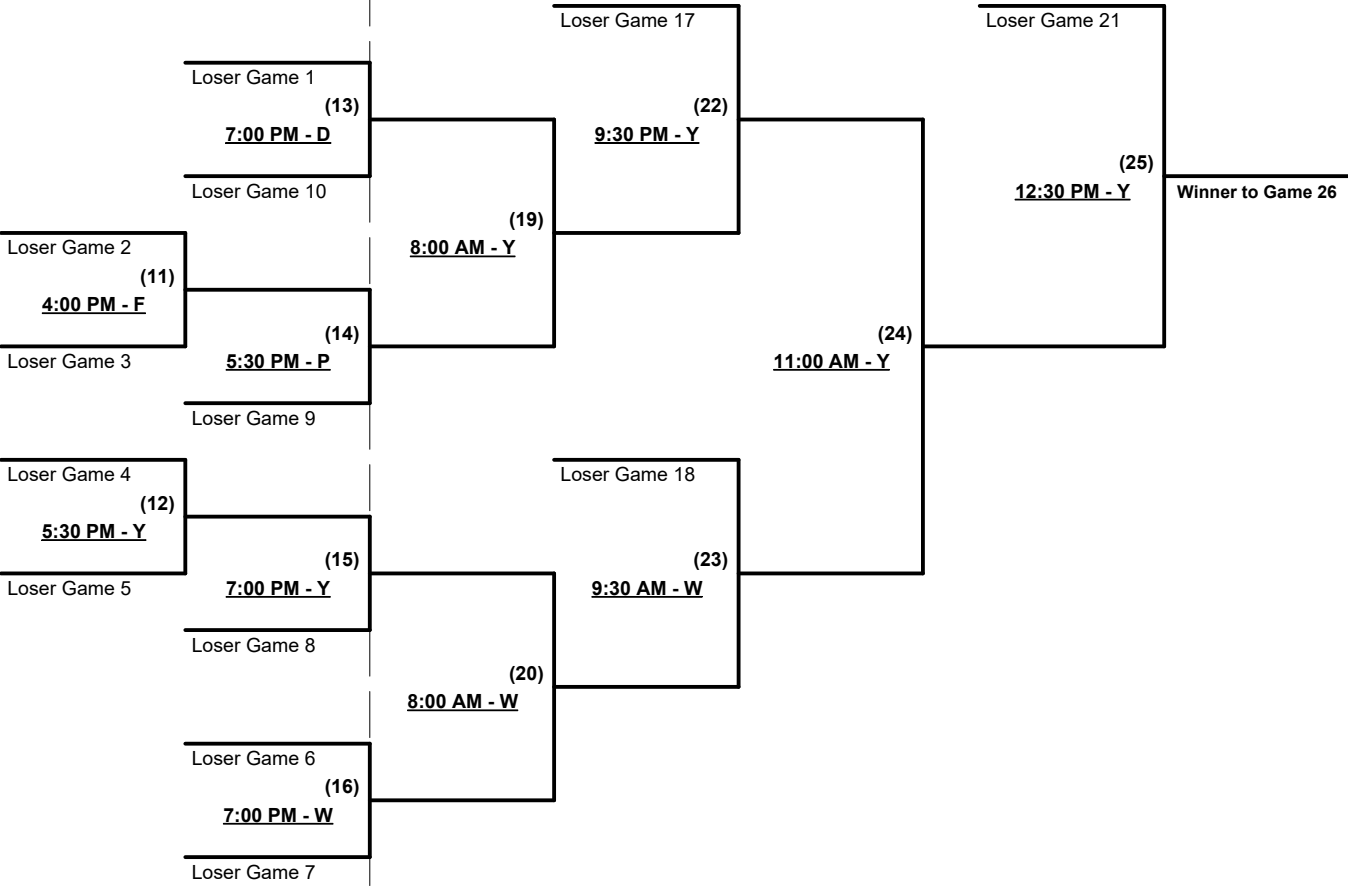 Loser Game 17
Loser Game 21
Loser Game 1
(13)
7:00 PM - D
(22)
9:30 PM - Y
(25)
12:30 PM - Y
Winner to Game 26
Loser Game 10
(19)
8:00 AM - Y
Loser Game 2
(11)
4:00 PM - F
(14)
5:30 PM - P
(24)
11:00 AM - Y
Loser Game 3
Loser Game 9
Loser Game 4
Loser Game 18
(12)
5:30 PM - Y
(15)
7:00 PM - Y
(23)
9:30 AM - W
Loser Game 5
Loser Game 8
(20)
8:00 AM - W
Loser Game 6
(16)
7:00 PM - W
Loser Game 7